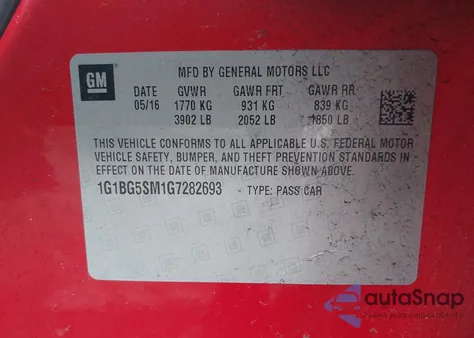 GM
MFD BY GENERAL MOTORS LLC
DATE GVWR GAWR FRT GAWR RR
05/16 1770 KG 931 KG 839 KG
3902 LB 2052 LB 1850 LB
THIS VEHICLE CONFORMS TO ALL APPLICABLE U.S. FEDERAL MOTOR
VEHICLE SAFETY, BUMPER, AND THEFT PREVENTION STANDARDS IN
EFFECT ON THE DATE OF MANUFACTURE SHOWN ABOVE.
1G1BG5SM1G7282693 TYPE: PASS CAR
autoSnap